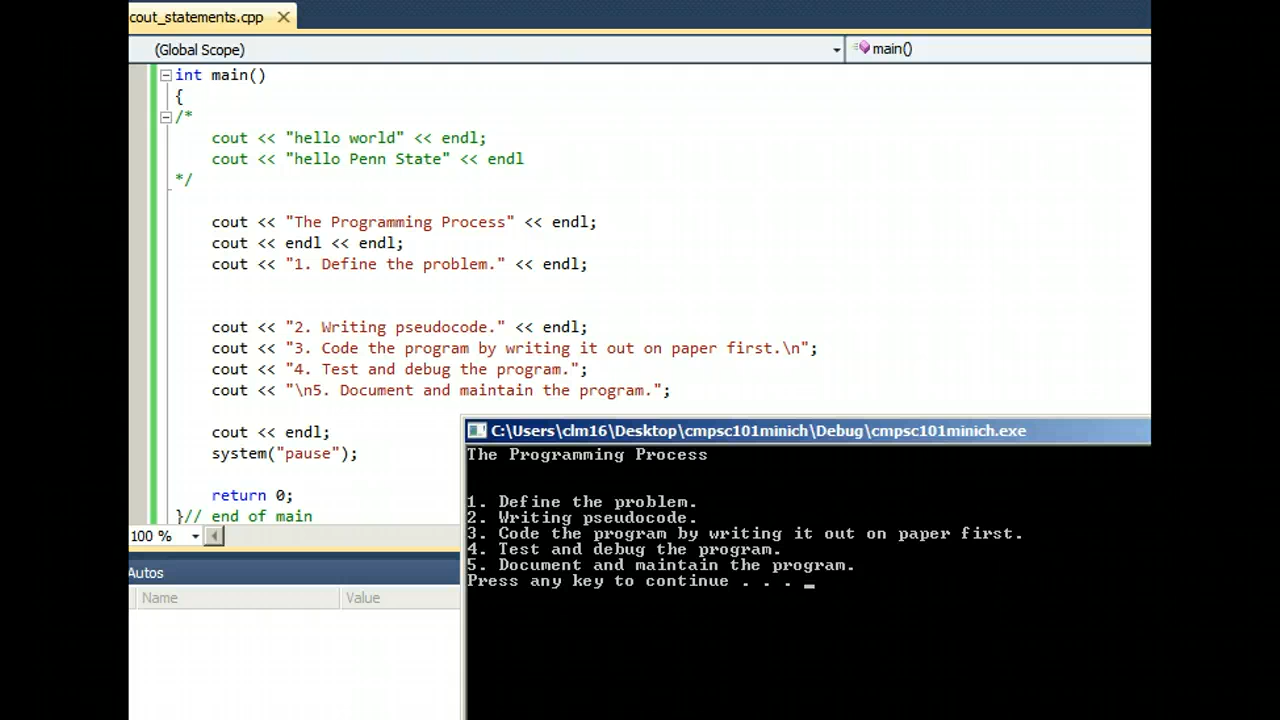 cout_statements.cpp
(Global Scope) main()
int main()
{
/*
cout << "hello world" << endl;
cout << "hello Penn State" << endl
*/
cout << "The Programming Process" << endl;
cout << endl << endl;
cout << "1. Define the problem." << endl;
cout << "2. Writing pseudocode." << endl;
cout << "3. Code the program by writing it out on paper first.\n";
cout << "4. Test and debug the program.";
cout << "\n5. Document and maintain the program.";
cout << endl;
system("pause");
return 0;
}// end of main
100 %
Autos
Name Value
C:\Users\clm16\Desktop\cmpsc101minich\Debug\cmpsc101minich.exe
The Programming Process
1. Define the problem.
2. Writing pseudocode.
3. Code the program by writing it out on paper first.
4. Test and debug the program.
5. Document and maintain the program.
Press any key to continue . . . _